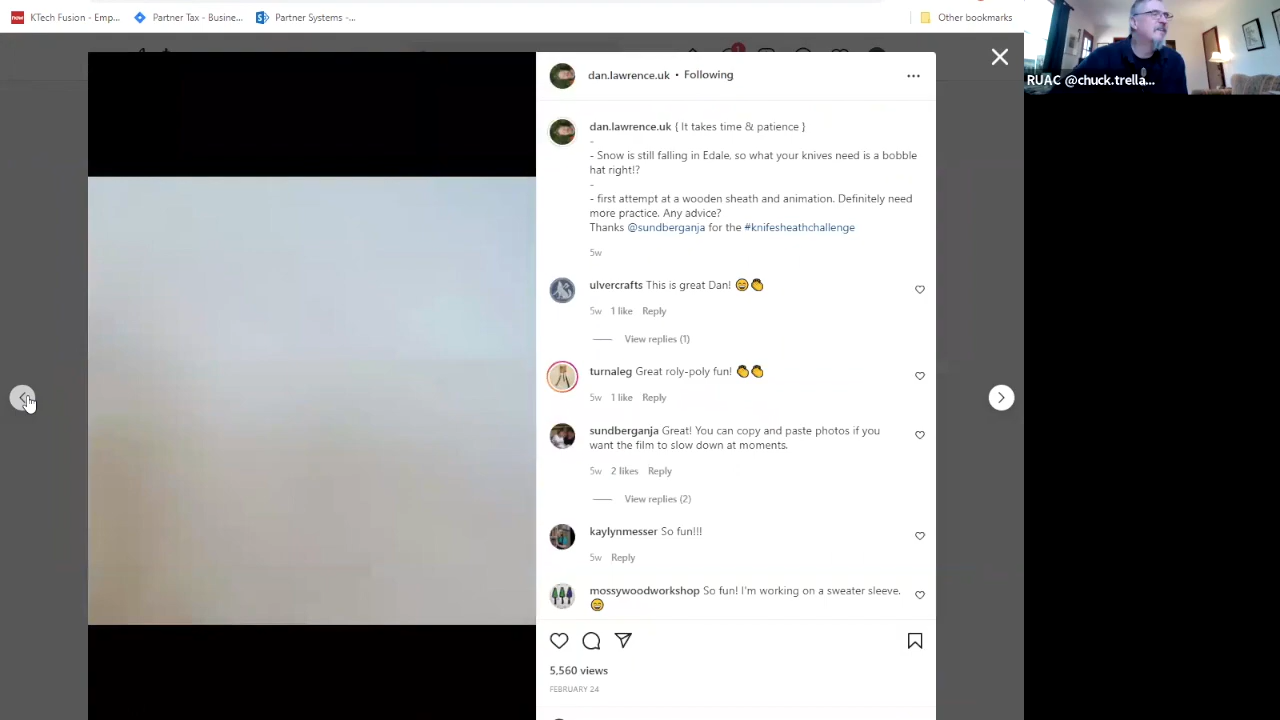 KTech Fusion - Emp...
Partner Tax - Busine...
Partner Systems -...
Other bookmarks
RUAC @chuck.trella...
1
dan.lawrence.uk • Following
dan.lawrence.uk { It takes time & patience }
-
- Snow is still falling in Edale, so what your knives need is a bobble
hat right!?
-
- first attempt at a wooden sheath and animation. Definitely need
more practice. Any advice?
Thanks @sundberganja for the #knifesheathchallenge
5w
ulvercrafts This is great Dan! 😄👏
5w 1 like Reply
View replies (1)
turnaleg Great roly-poly fun! 👏👏
5w 1 like Reply
sundberganja Great! You can copy and paste photos if you
want the film to slow down at moments.
5w 2 likes Reply
View replies (2)
kaylynmesser So fun!!!
5w Reply
mossywoodworkshop So fun! I'm working on a sweater sleeve.
😄
5,560 views
FEBRUARY 24